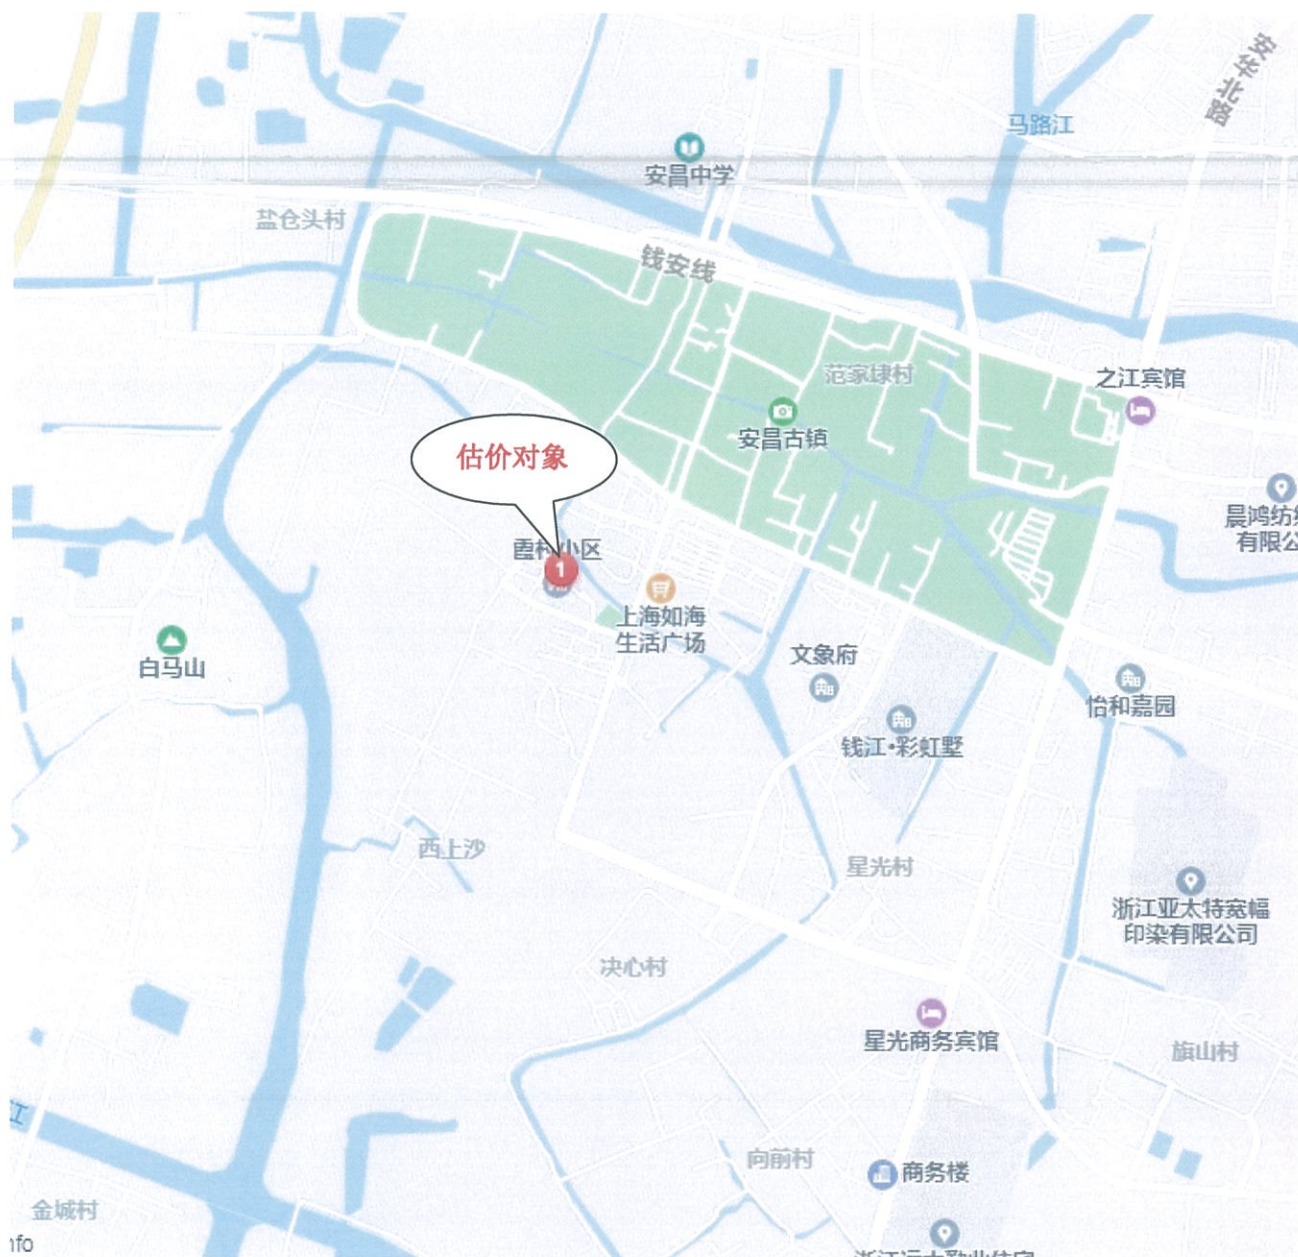 安华北路
马路江
安昌中学
盐仓头村
钱安线
范家埭村
之江宾馆
安昌古镇
估价对象
晨鸿纺
有限公
霞村小区
1
上海如海
生活广场
白马山
文象府
怡和嘉园
钱江•彩虹墅
西上沙
星光村
浙江亚太特宽幅
印染有限公司
决心村
星光商务宾馆
旗山村
江
向前村
商务楼
金城村
nfo